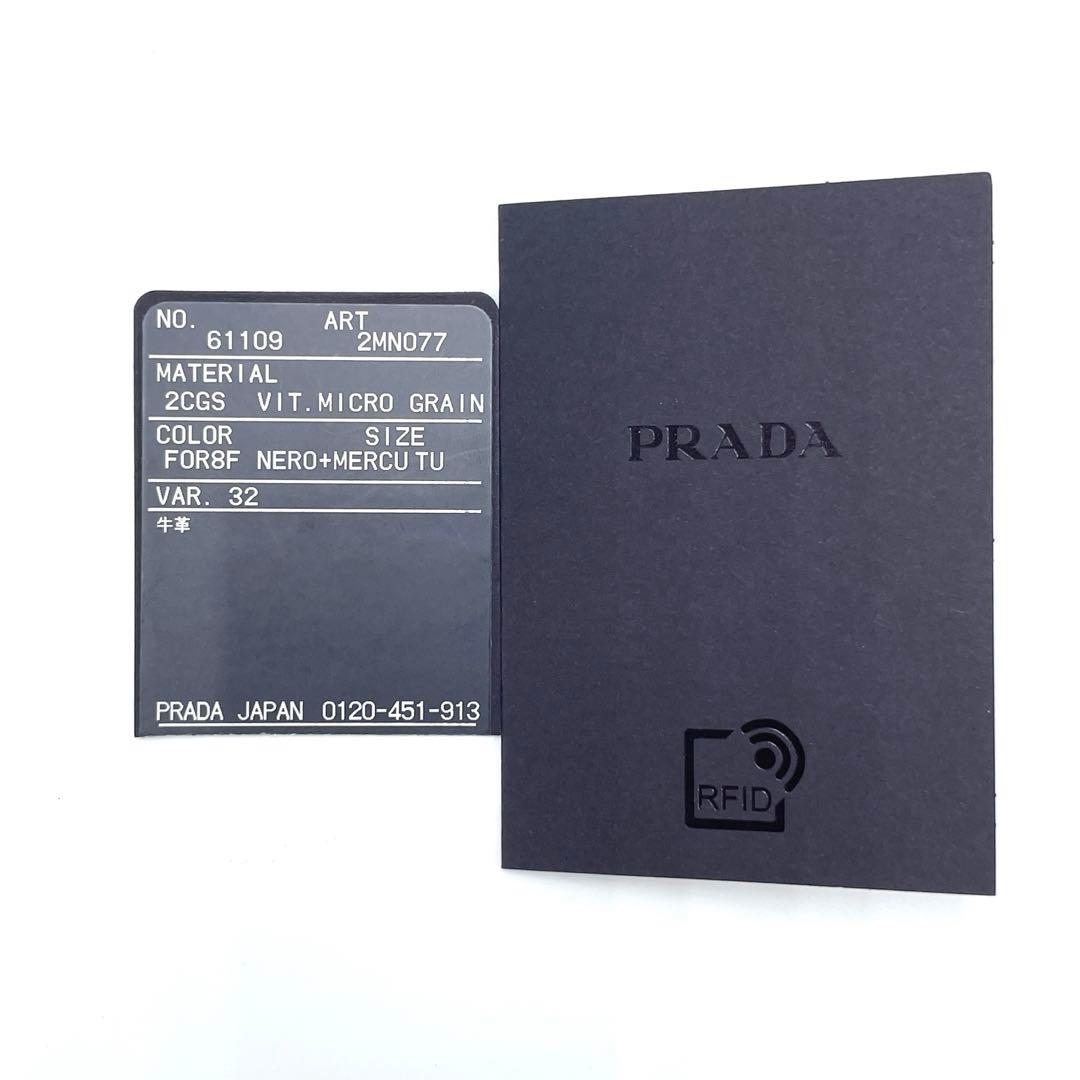 NO. ART
61109 2MN077
MATERIAL
2CGS VIT.MICRO GRAIN
COLOR SIZE
F0R8F NERO+MERCU TU
VAR. 32
牛革
PRADA JAPAN 0120-451-913
PRADA
RFID